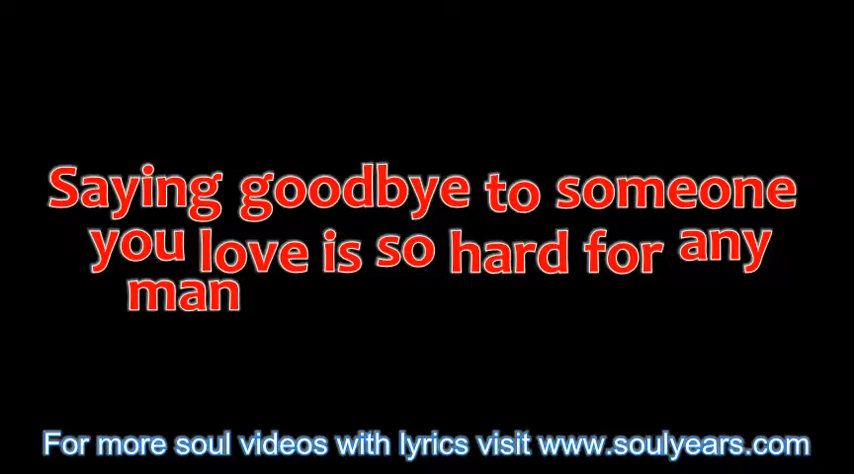 Saying goodbye to someone
you love is so hard for any
man
For more soul videos with lyrics visit www.soulyears.com